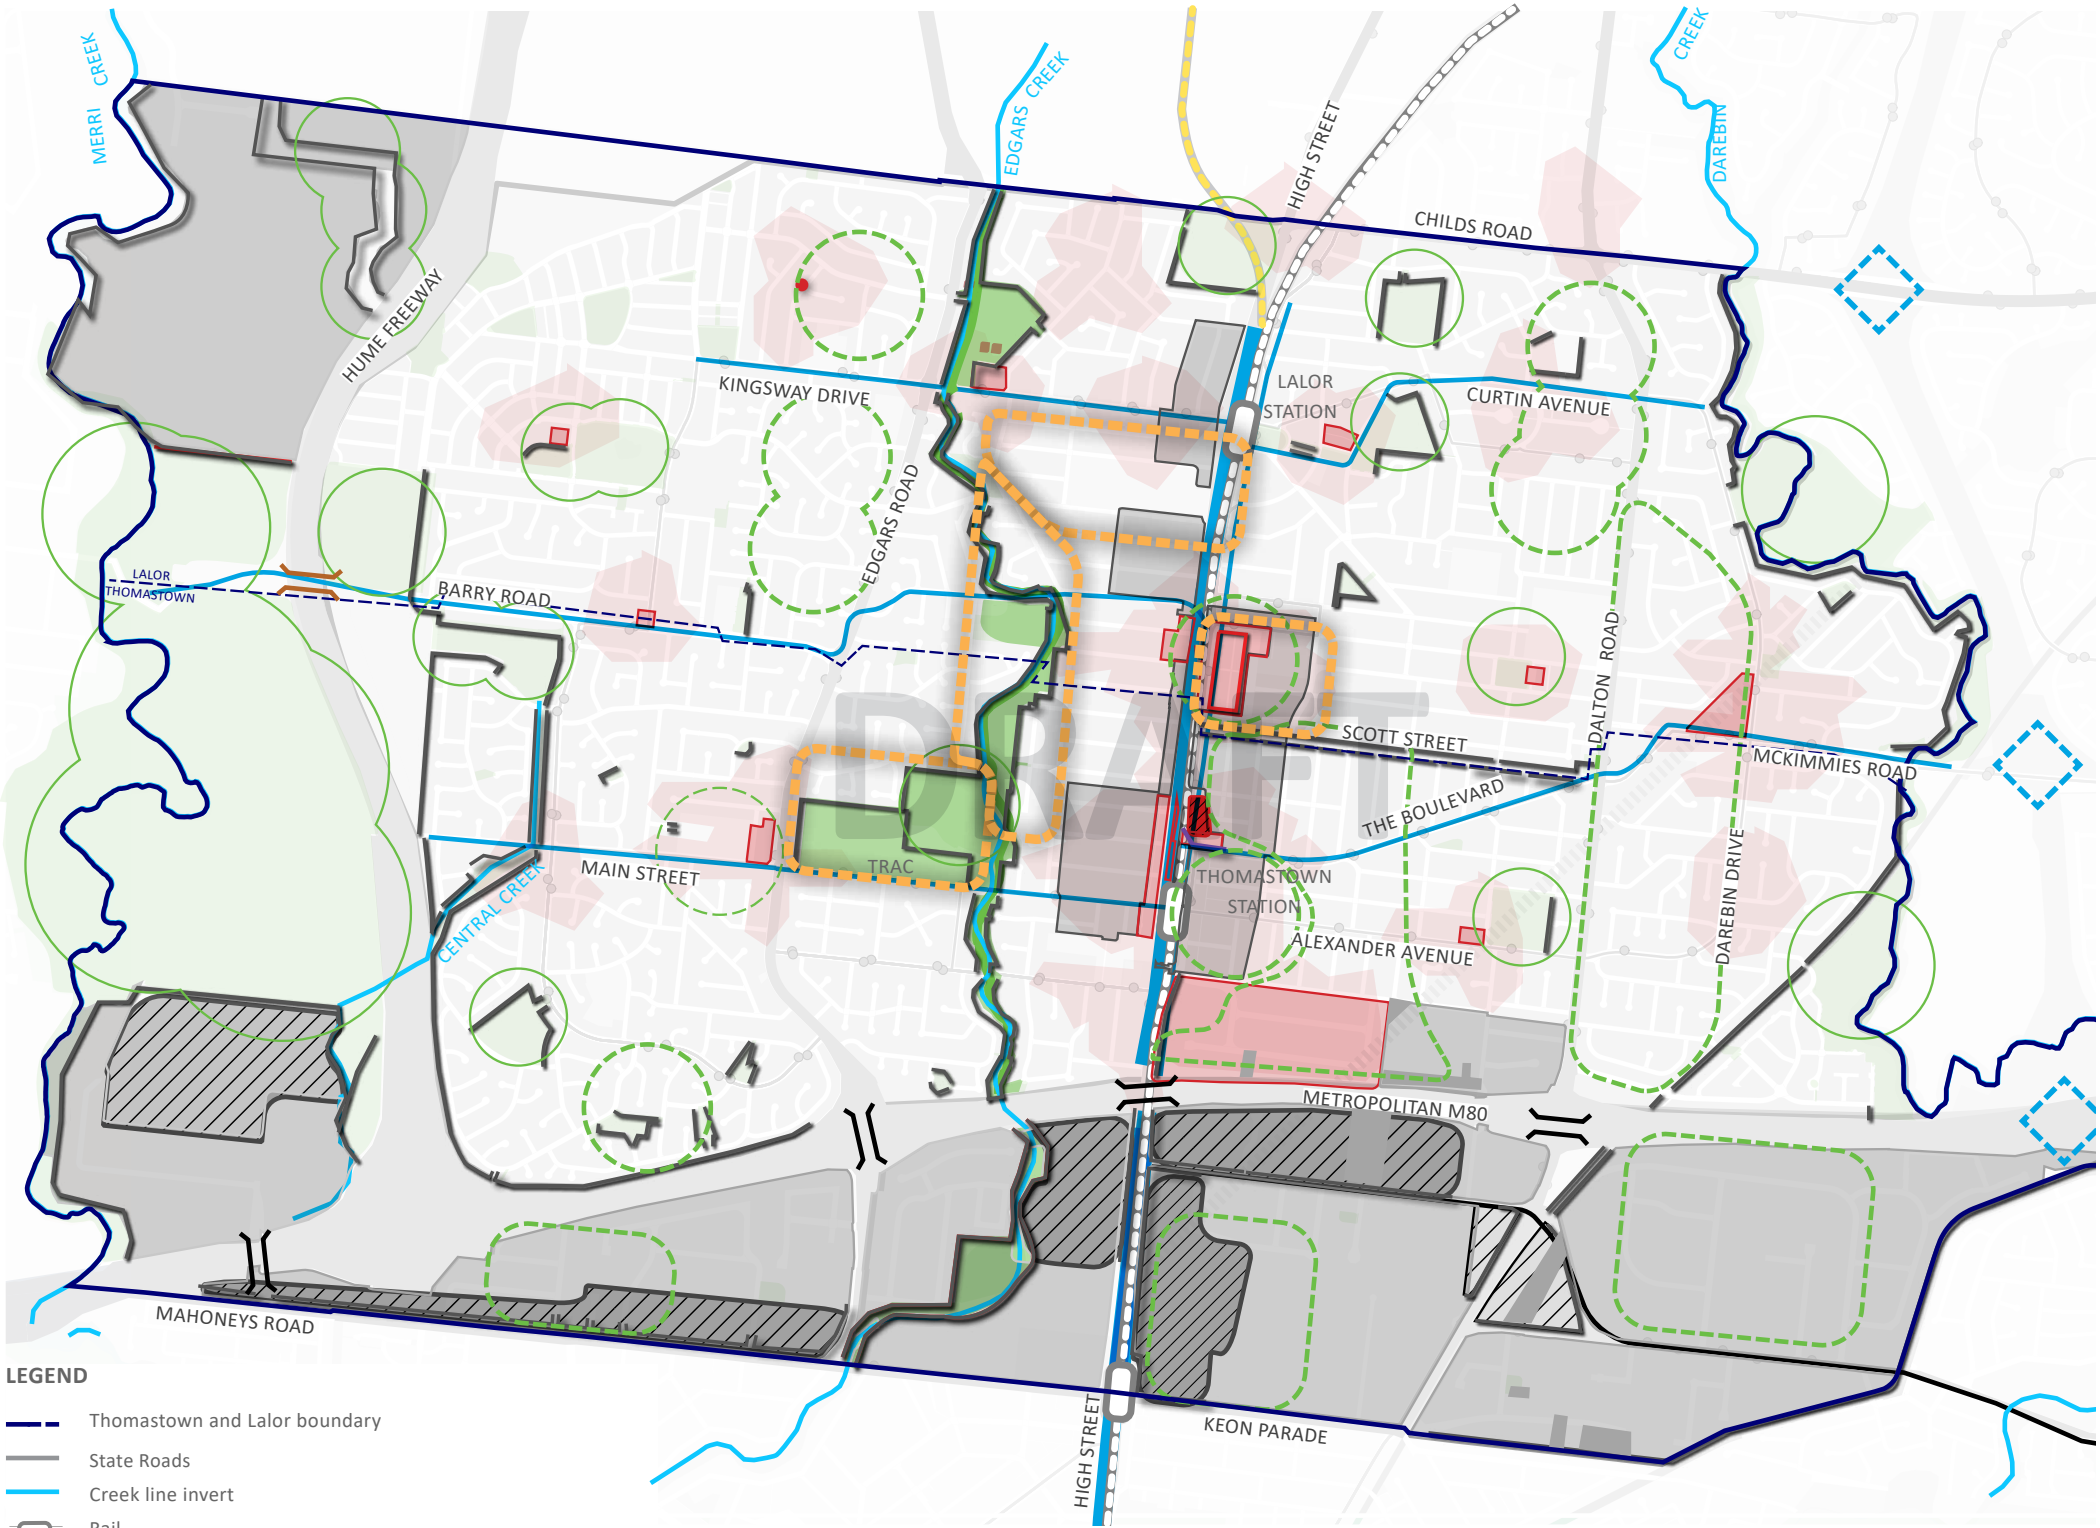 MERRI CREEK
EDGARS CREEK
HIGH STREET
CREEK
DAREBIN
CHILDS ROAD
HUME FREEWAY
KINGSWAY DRIVE
LALOR
STATION
CURTIN AVENUE
EDGARS ROAD
LALOR
THOMASTOWN
BARRY ROAD
DALTON ROAD
DRAFT
SCOTT STREET
MCKIMMIES ROAD
THE BOULEVARD
MAIN STREET
TRAC
THOMASTOWN
STATION
DAREBIN DRIVE
CENTRAL CREEK
ALEXANDER AVENUE
METROPOLITAN M80
MAHONEYS ROAD
HIGH STREET
KEON PARADE
LEGEND
Thomastown and Lalor boundary
State Roads
Creek line invert
Rail